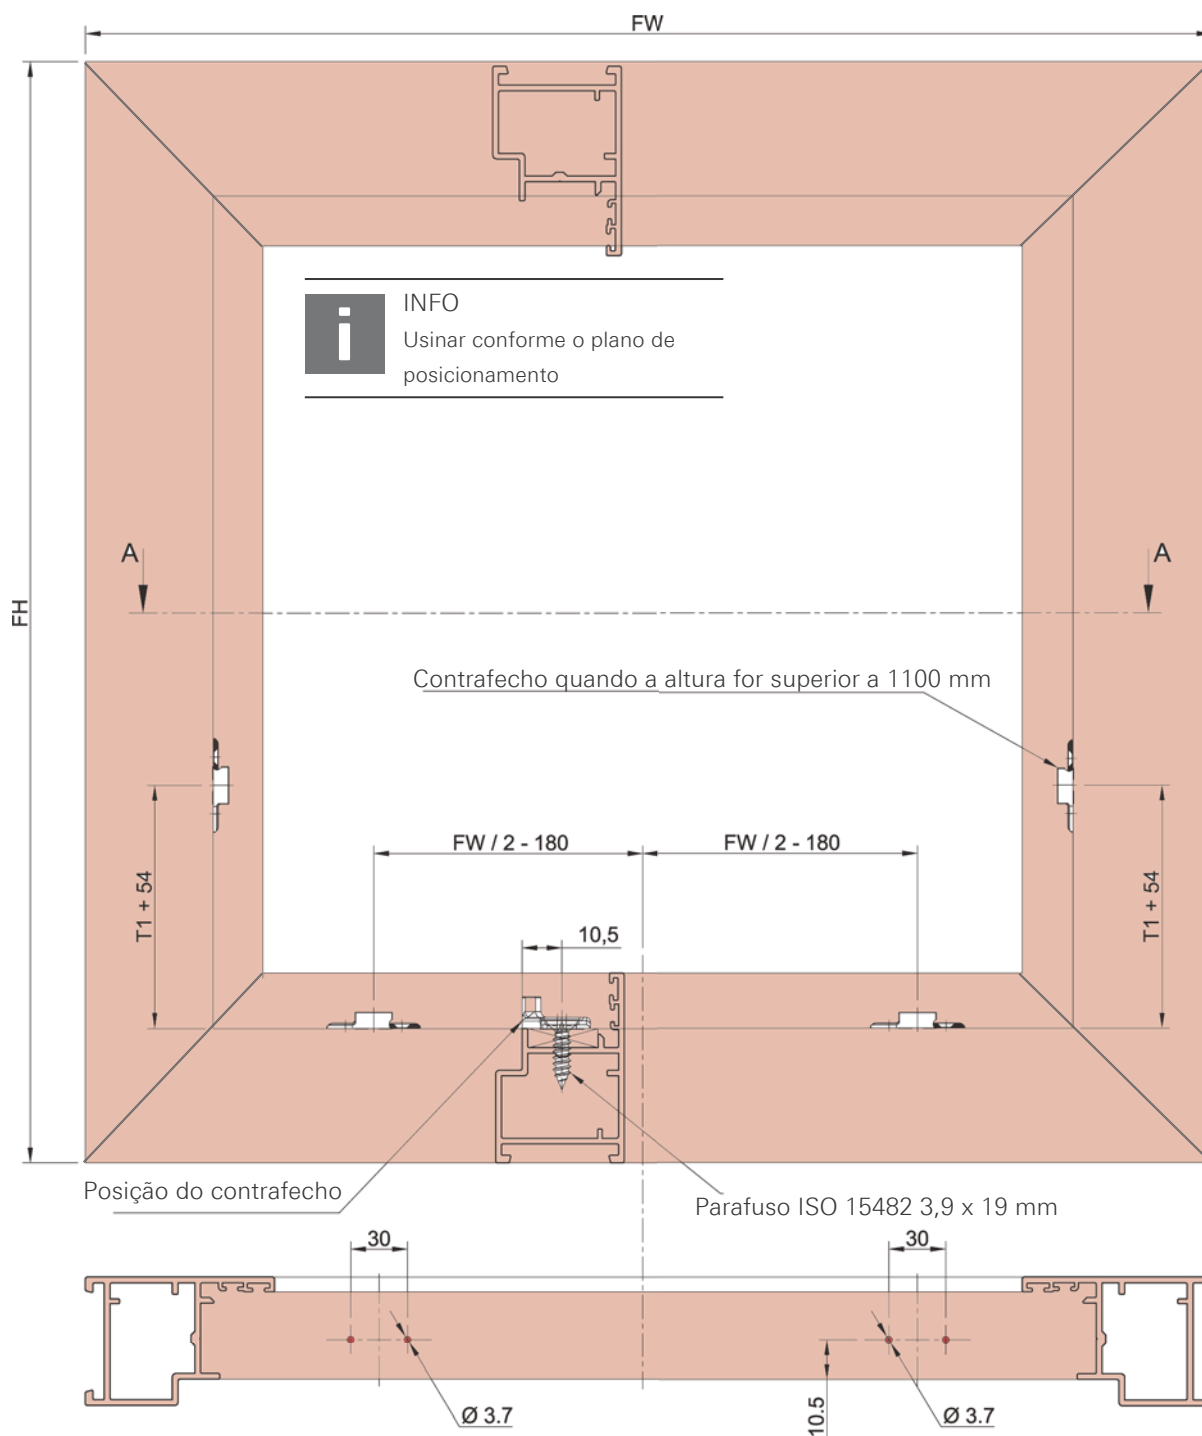 FW
INFO
Usinar conforme o plano de
posicionamento
A
A
FH
Contrafecho quando a altura for superior a 1100 mm
FW / 2 - 180
FW / 2 - 180
T1 + 54
T1 + 54
10,5
Posição do contrafecho
Parafuso ISO 15482 3,9 x 19 mm
30
30
10.5
Ø 3.7
Ø 3.7